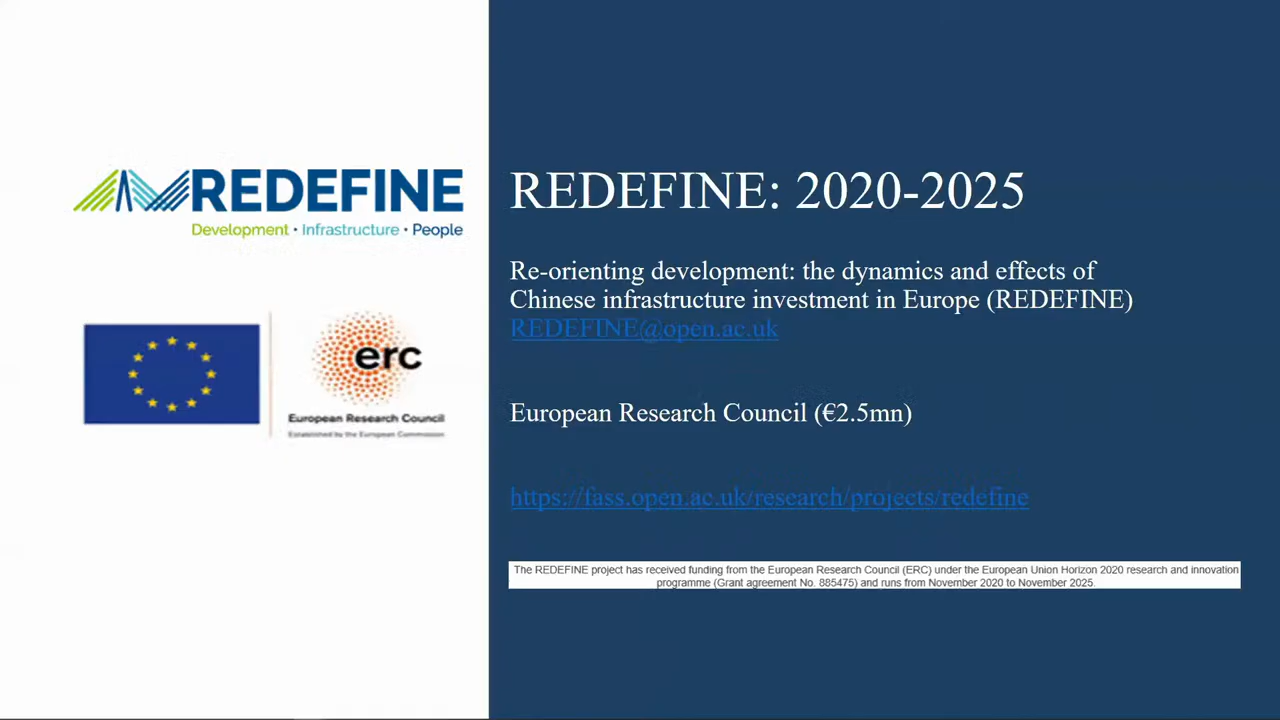 REDEFINE
Development • Infrastructure • People
erc
European Research Council
Established by the European Commission
REDEFINE: 2020-2025
Re-orienting development: the dynamics and effects of
Chinese infrastructure investment in Europe (REDEFINE)
REDEFINE@open.ac.uk
European Research Council (€2.5mn)
https://fass.open.ac.uk/research/projects/redefine
The REDEFINE project has received funding from the European Research Council (ERC) under the European Union Horizon 2020 research and innovation
programme (Grant agreement No. 885475) and runs from November 2020 to November 2025.